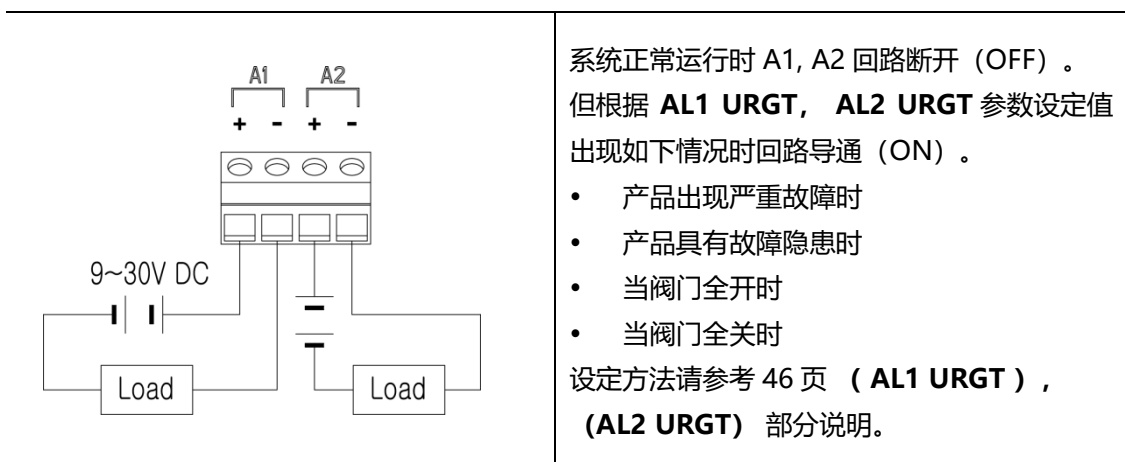 A1 A2
+ - + -
9~30V DC
Load Load
系统正常运行时 A1, A2 回路断开（OFF）。
但根据 AL1 URGT， AL2 URGT 参数设定值
出现如下情况时回路导通（ON）。
• 产品出现严重故障时
• 产品具有故障隐患时
• 当阀门全开时
• 当阀门全关时
设定方法请参考 46 页 （ AL1 URGT ）,
（AL2 URGT） 部分说明。